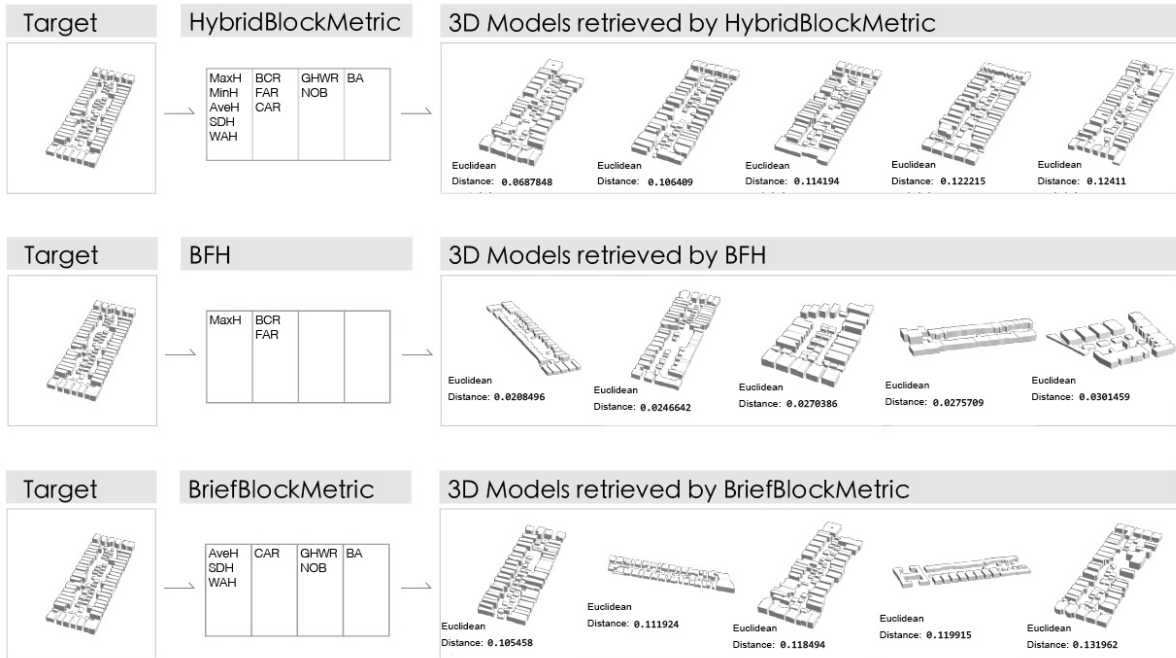 Target
HybridBlockMetric
3D Models retrieved by HybridBlockMetric
MaxH BCR GHWR BA
MinH FAR NOB
AveH CAR
SDH
WAH
Euclidean
Distance: 0.0687848
Euclidean
Distance: 0.106409
Euclidean
Distance: 0.114194
Euclidean
Distance: 0.122215
Euclidean
Distance: 0.12411
Target
BFH
3D Models retrieved by BFH
MaxH BCR
FAR
Euclidean
Distance: 0.0208496
Euclidean
Distance: 0.0246642
Euclidean
Distance: 0.0270386
Euclidean
Distance: 0.0275709
Euclidean
Distance: 0.0301459
Target
BriefBlockMetric
3D Models retrieved by BriefBlockMetric
AveH CAR GHWR BA
SDH NOB
WAH
Euclidean
Distance: 0.105458
Euclidean
Distance: 0.111924
Euclidean
Distance: 0.118494
Euclidean
Distance: 0.119915
Euclidean
Distance: 0.131962